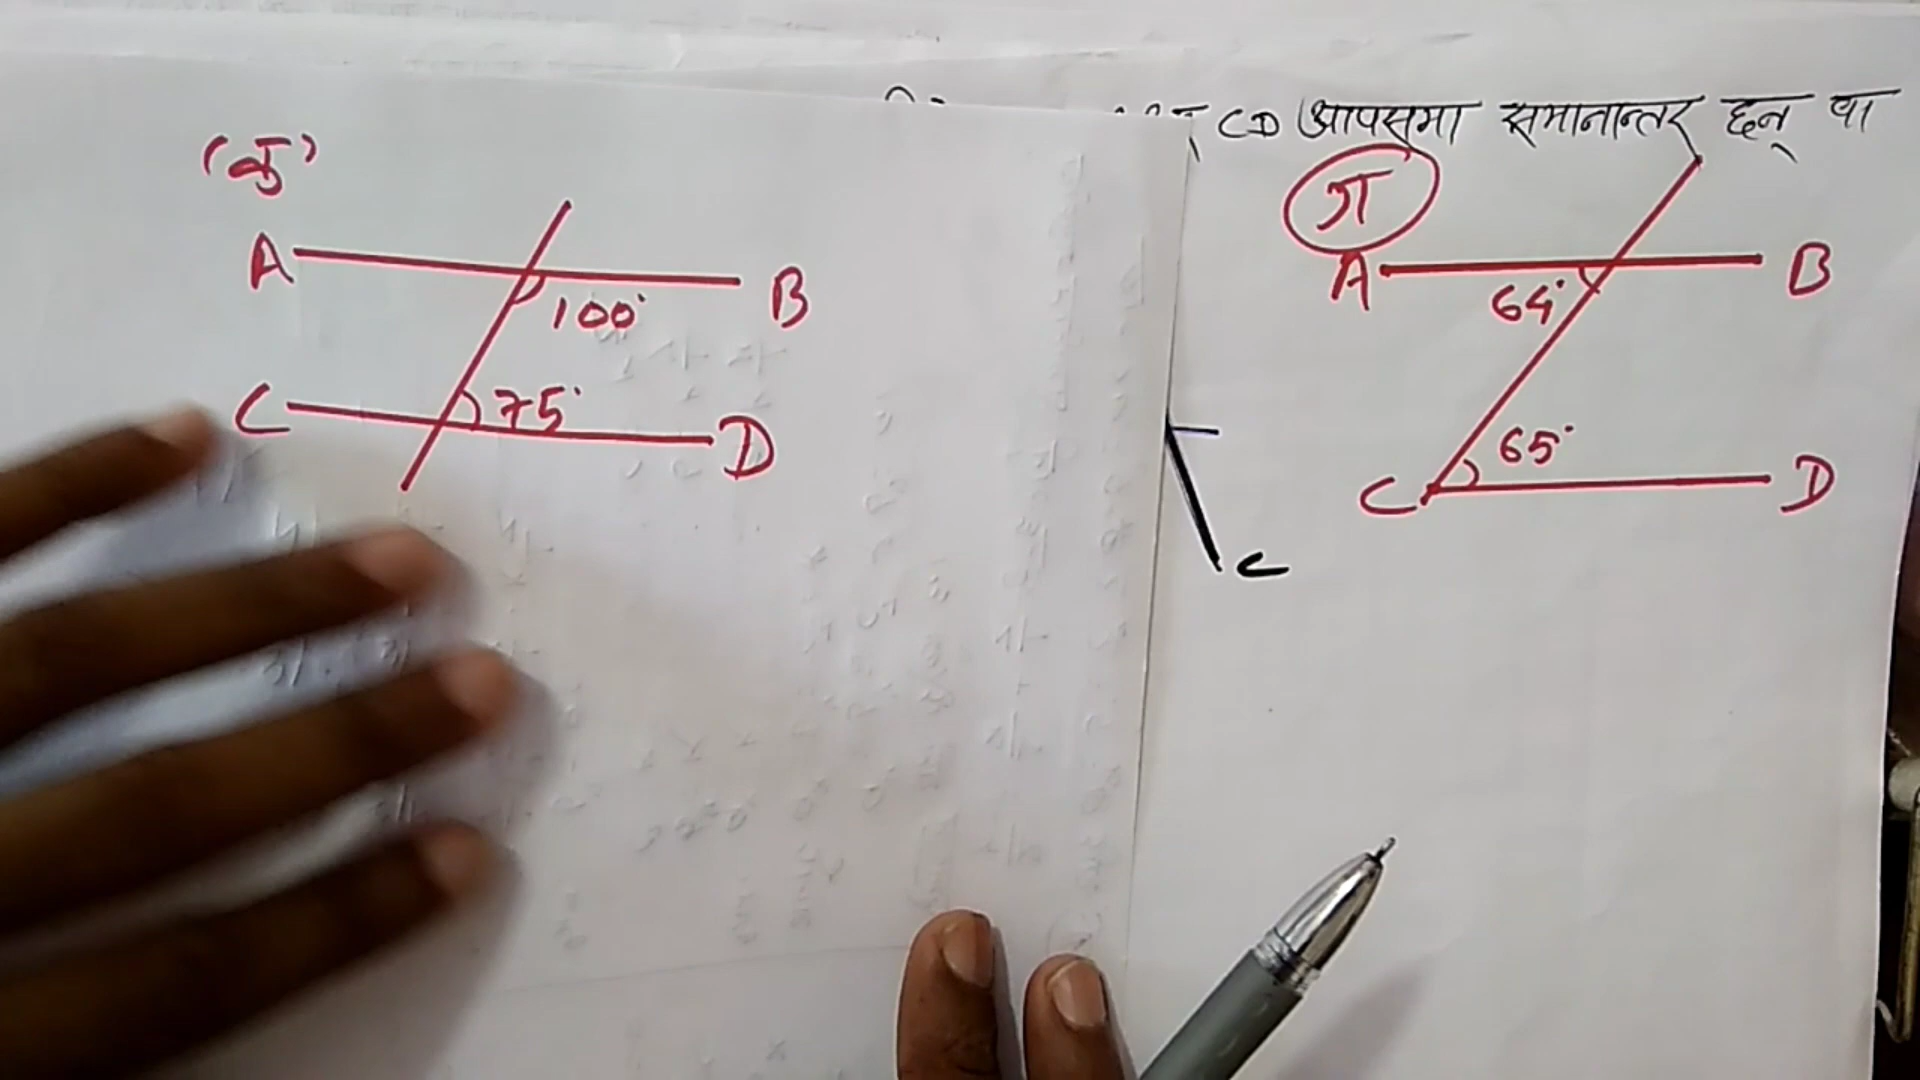 CD आपसमा समानान्तर छन् वा
(क)
A B
100°
C 75° D
ग
A B
64°
65°
C D
C